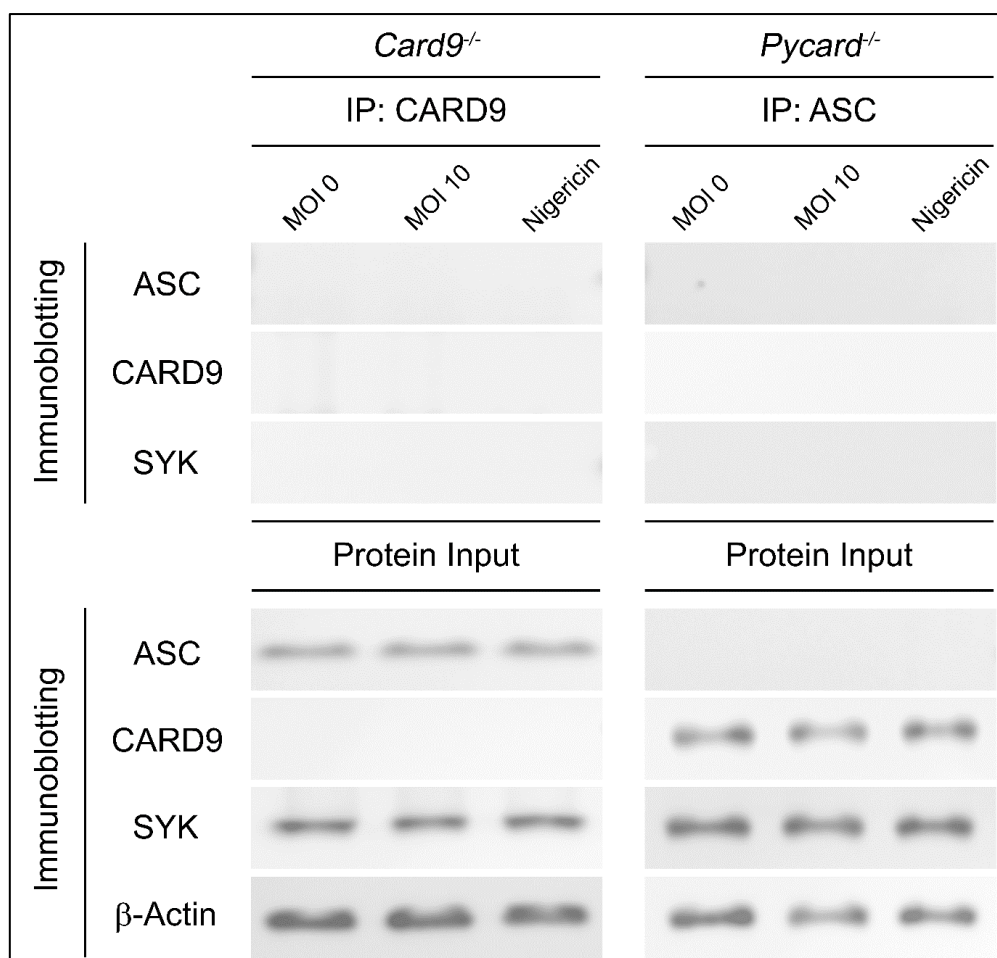 Card9-/- Pycard-/-
IP: CARD9 IP: ASC
MOI 0 MOI 10 Nigericin MOI 0 MOI 10 Nigericin
Immunoblotting
ASC
CARD9
SYK
Protein Input Protein Input
Immunoblotting
ASC
CARD9
SYK
β-Actin